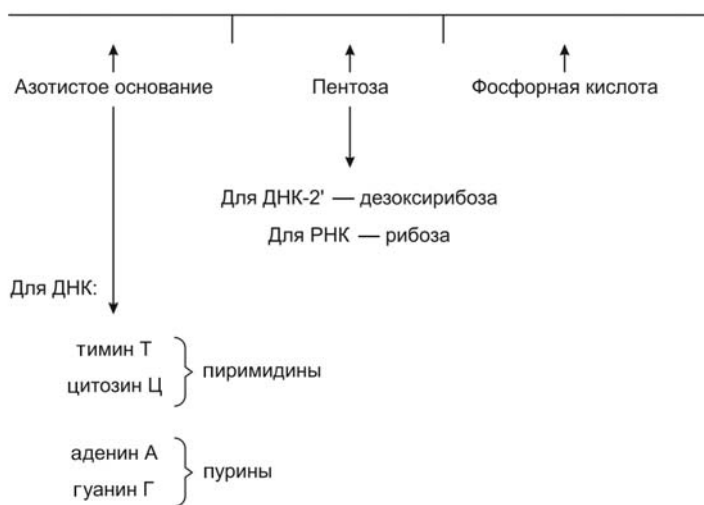 Азотистое основание Пентоза Фосфорная кислота
Для ДНК-2' — дезоксирибоза
Для РНК — рибоза
Для ДНК:
тимин Т
цитозин Ц
пиримидины
аденин А
гуанин Г
пурины